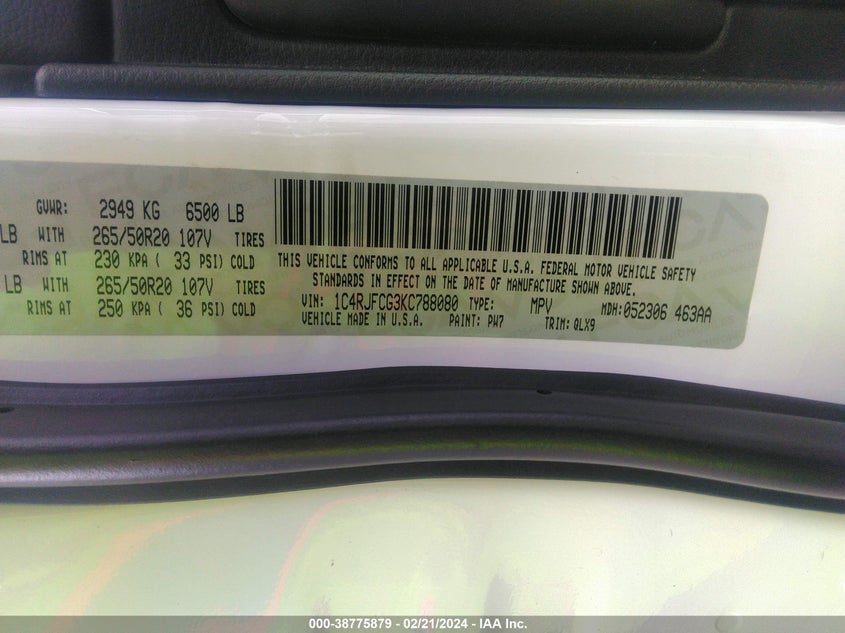 GVWR: 2949 KG 6500 LB
LB WITH 265/50R20 107V TIRES
RIMS AT 230 KPA ( 33 PSI) COLD
LB WITH 265/50R20 107V TIRES
RIMS AT 250 KPA ( 36 PSI) COLD
THIS VEHICLE CONFORMS TO ALL APPLICABLE U.S.A. FEDERAL MOTOR VEHICLE SAFETY
STANDARDS IN EFFECT ON THE DATE OF MANUFACTURE SHOWN ABOVE.
VIN: 1C4RJFCG3KC788080 TYPE: MPV MDH:052306 463AA
VEHICLE MADE IN U.S.A. PAINT: PW7 TRIM: QLX9
000-38775879 - 02/21/2024 - IAA Inc.